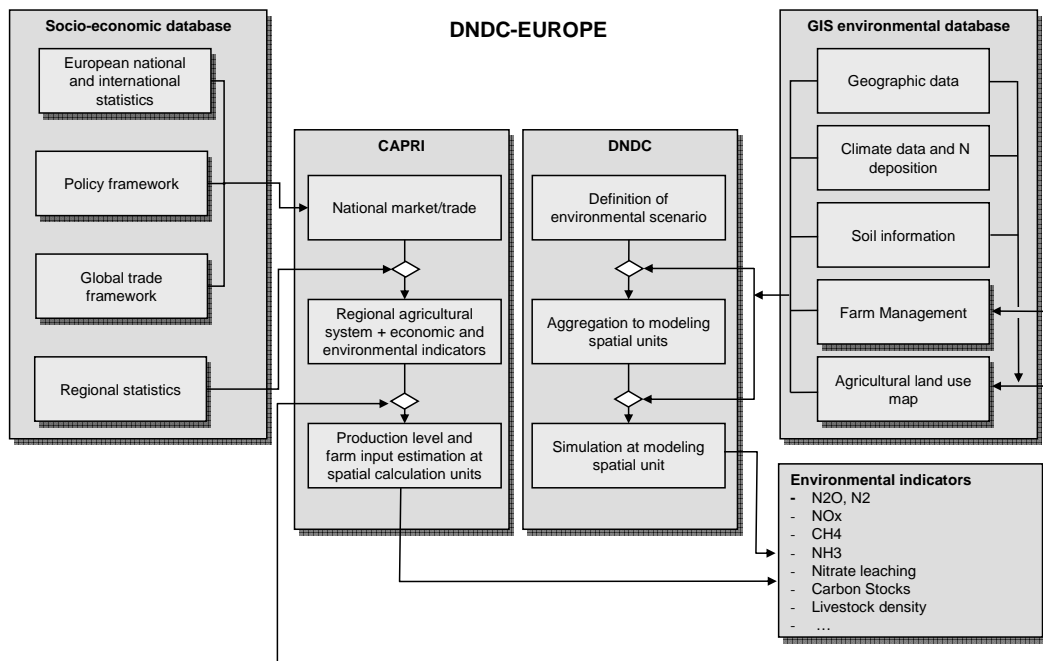 DNDC-EUROPE
Socio-economic database
European national
and international
statistics
Policy framework
Global trade
framework
Regional statistics
CAPRI
National market/trade
Regional agricultural
system + economic and
environmental indicators
Production level and
farm input estimation at
spatial calculation units
DNDC
Definition of
environmental scenario
Aggregation to modeling
spatial units
Simulation at modeling
spatial unit
GIS environmental database
Geographic data
Climate data and N
deposition
Soil information
Farm Management
Agricultural land use
map
Environmental indicators
- N2O, N2
- NOx
- CH4
- NH3
- Nitrate leaching
- Carbon Stocks
- Livestock density
- …